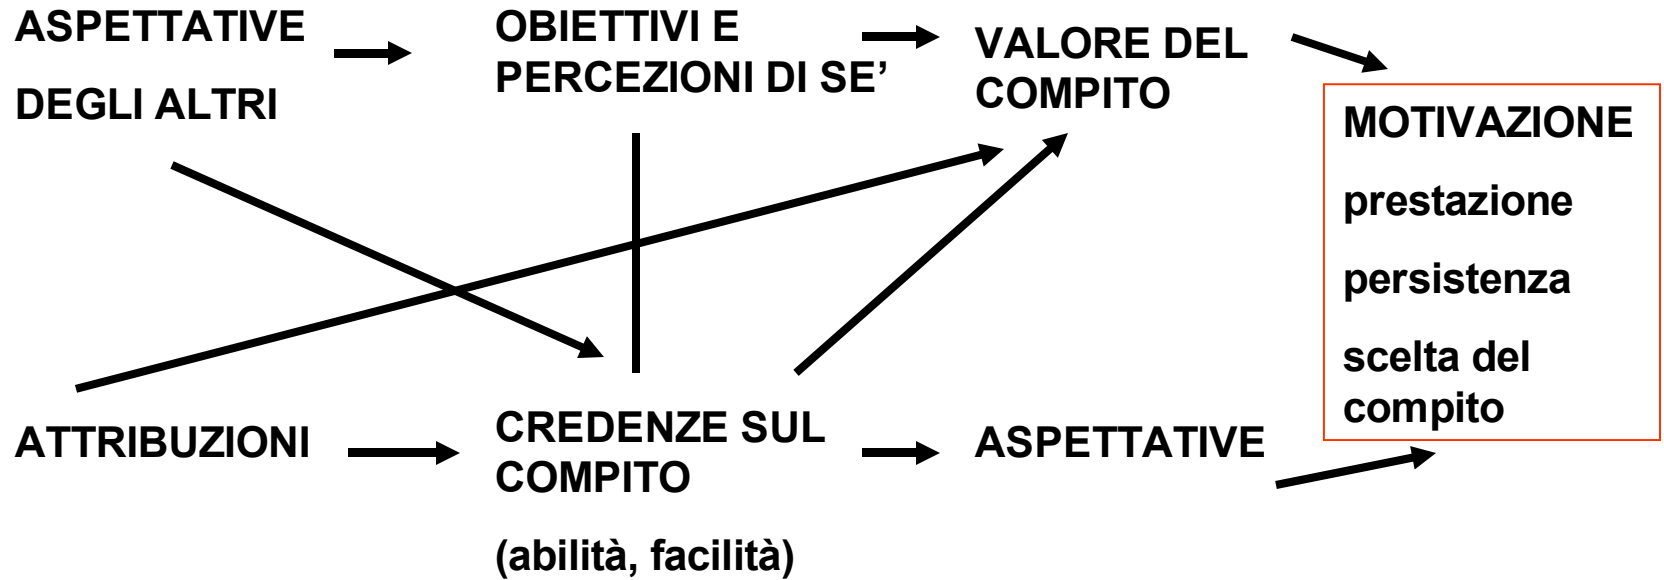 ASPETTATIVE
DEGLI ALTRI
OBIETTIVI E
PERCEZIONI DI SE’
VALORE DEL
COMPITO
MOTIVAZIONE
prestazione
persistenza
scelta del
compito
ATTRIBUZIONI
CREDENZE SUL
COMPITO
(abilità, facilità)
ASPETTATIVE